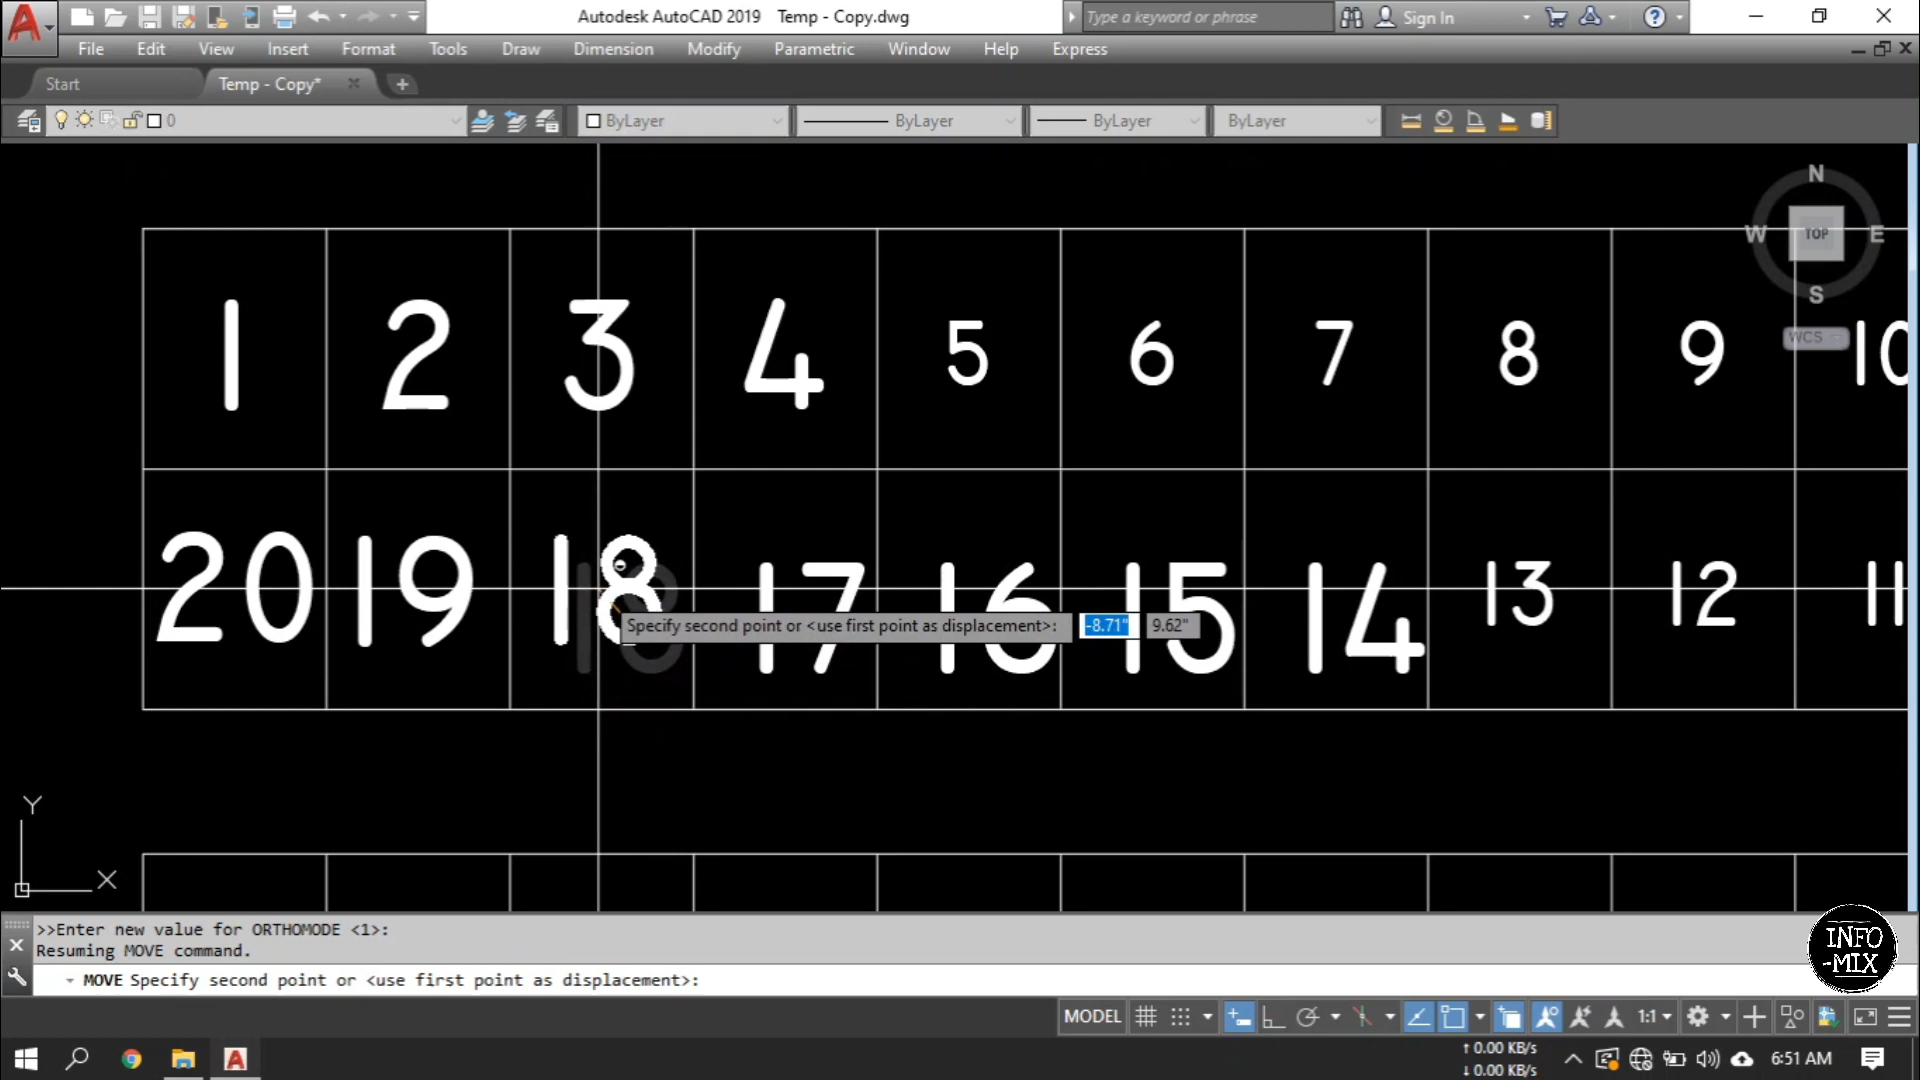 Autodesk AutoCAD 2019 Temp - Copy.dwg
Type a keyword or phrase
Sign In
File Edit View Insert Format Tools Draw Dimension Modify Parametric Window Help Express
Start
Temp - Copy*
0
ByLayer
ByLayer
ByLayer
ByLayer
N
W TOP E
S
WCS
1 2 3 4 5 6 7 8 9 10
20 19 18 17 16 15 14 13 12 11
Specify second point or <use first point as displacement>: -8.71" 9.62"
Y
X
>>Enter new value for ORTHOMODE <1>:
Resuming MOVE command.
MOVE Specify second point or <use first point as displacement>:
INFO
-MIX
MODEL
1:1
↑ 0.00 KB/s
↓ 0.00 KB/s
6:51 AM